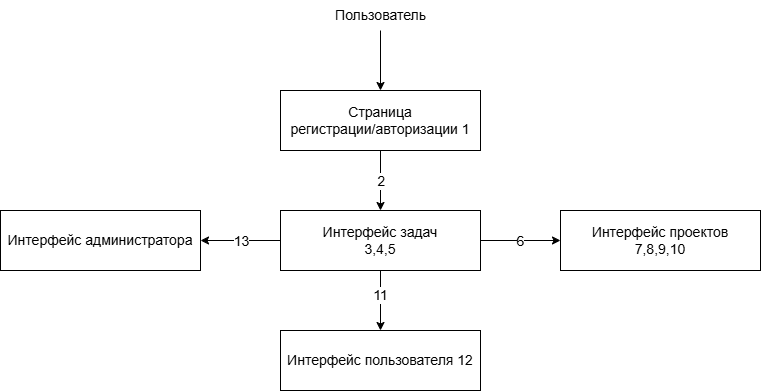 Пользователь
Страница
регистрации/авторизации 1
2
Интерфейс администратора
13
Интерфейс задач
3,4,5
6
Интерфейс проектов
7,8,9,10
11
Интерфейс пользователя 12